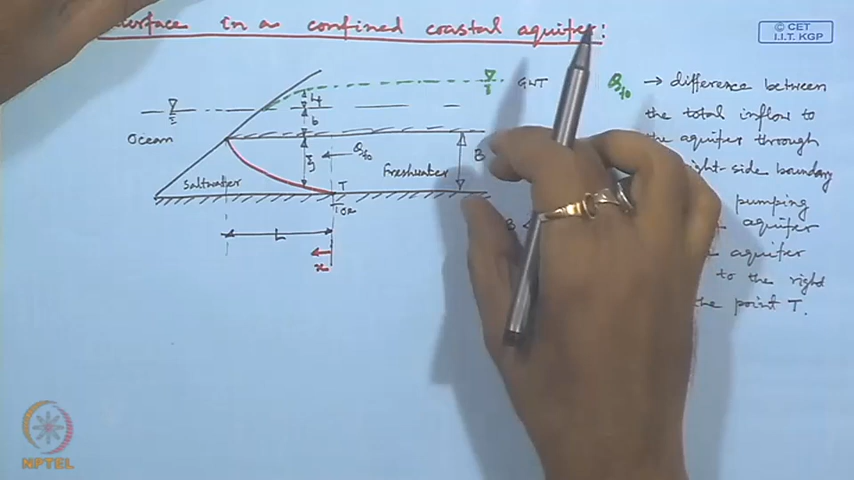 in a confined coastal aquifer:
© CET
I.I.T. KGP
GWT
Ocean
b
ξ
Saltwater
Freshwater
B
T
Toe
L
x
→ difference between
the total inflow to
the aquifer through
right-side boundary
pumping
aquifer
aquifer
to the right
the point T.
NPTEL